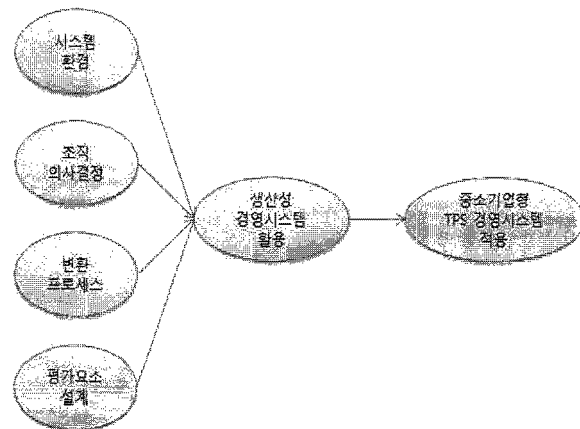 시스템
환경
조직
의사결정
변환
프로세스
평가요소
설계
생산성
경영시스템
활용
중소기업형
TPS 경영시스템
적용